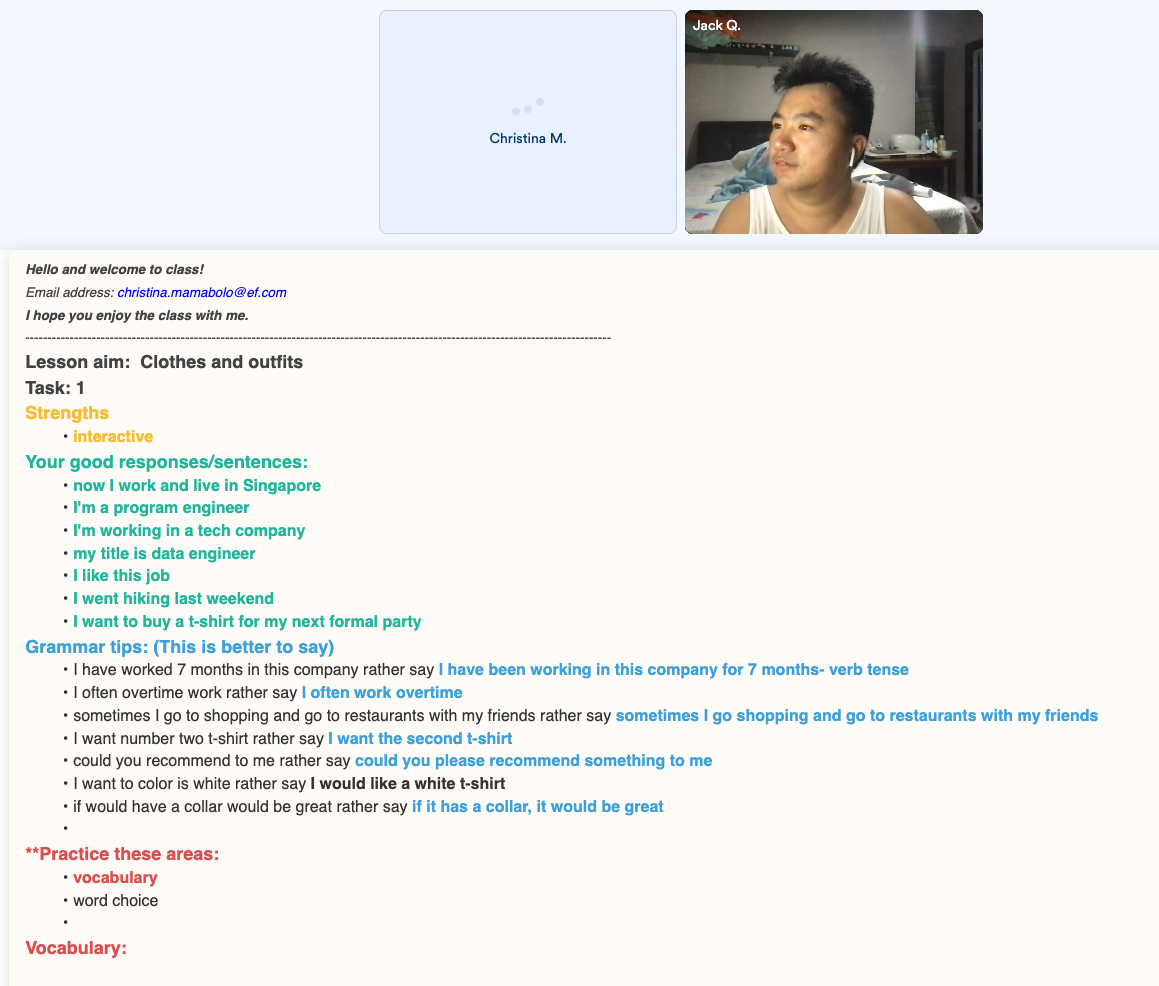 Jack Q.
Christina M.
Hello and welcome to class!
Email address: christina.mamabolo@ef.com
I hope you enjoy the class with me.
------------------------------------------------------------------------------------------------------------------------------------
Lesson aim:  Clothes and outfits
Task: 1
Strengths
• interactive
Your good responses/sentences:
• now I work and live in Singapore
• I'm a program engineer
• I'm working in a tech company
• my title is data engineer
• I like this job
• I went hiking last weekend
• I want to buy a t-shirt for my next formal party
Grammar tips: (This is better to say)
• I have worked 7 months in this company rather say I have been working in this company for 7 months- verb tense
• I often overtime work rather say I often work overtime
• sometimes I go to shopping and go to restaurants with my friends rather say sometimes I go shopping and go to restaurants with my friends
• I want number two t-shirt rather say I want the second t-shirt
• could you recommend to me rather say could you please recommend something to me
• I want to color is white rather say I would like a white t-shirt
• if would have a collar would be great rather say if it has a collar, it would be great
•
**Practice these areas:
• vocabulary
• word choice
•
Vocabulary: